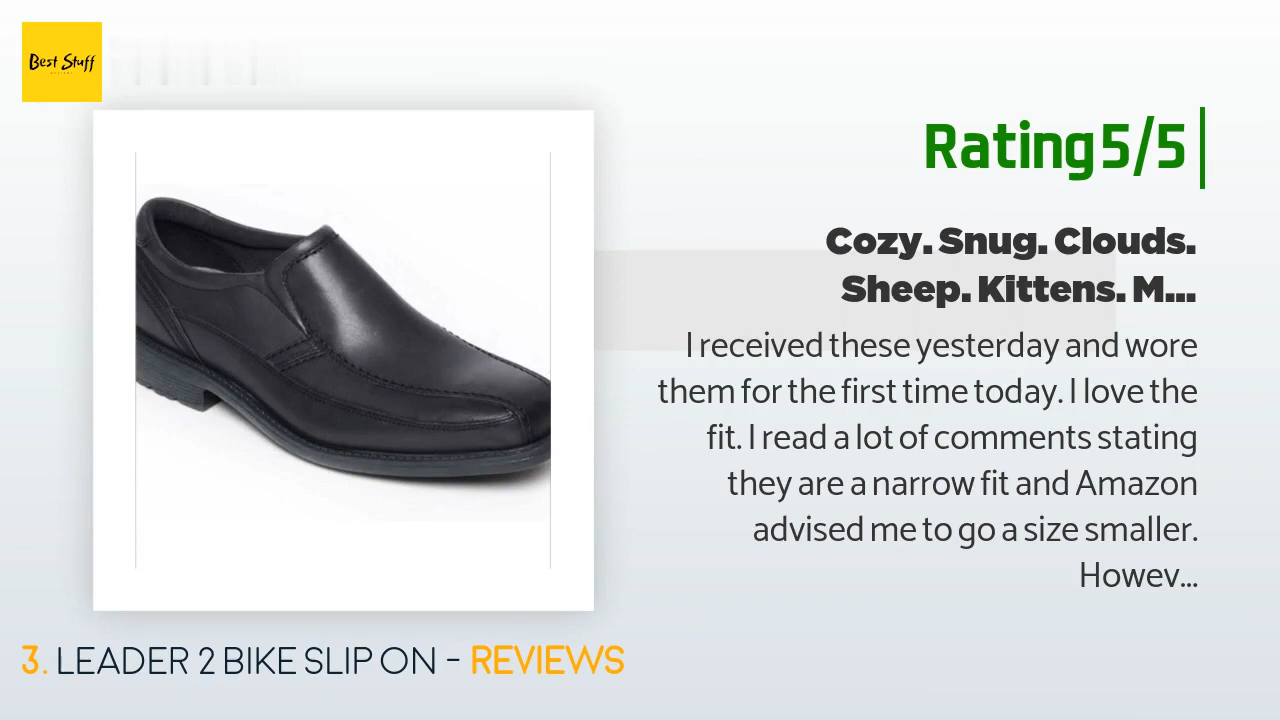 Best Stuff
Rating 5/5
Cozy. Snug. Clouds.
Sheep. Kittens. M...
I received these yesterday and wore
them for the first time today. I love the
fit. I read a lot of comments stating
they are a narrow fit and Amazon
advised me to go a size smaller.
Howev...
3. LEADER 2 BIKE SLIP ON - REVIEWS